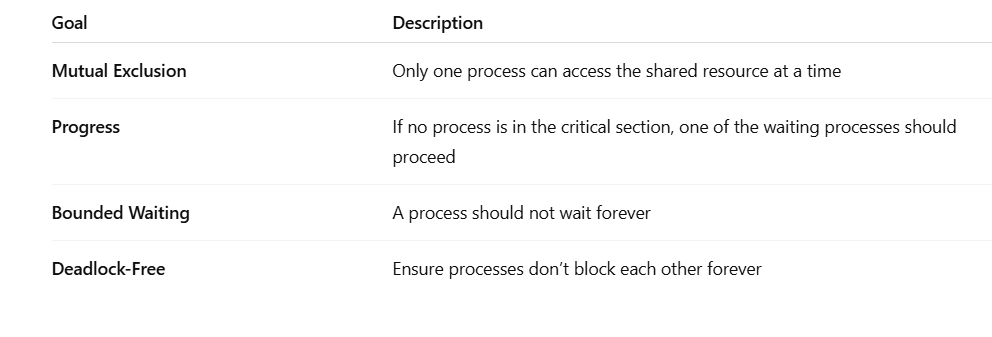 Goal Description
Mutual Exclusion Only one process can access the shared resource at a time
Progress If no process is in the critical section, one of the waiting processes should
proceed
Bounded Waiting A process should not wait forever
Deadlock-Free Ensure processes don’t block each other forever